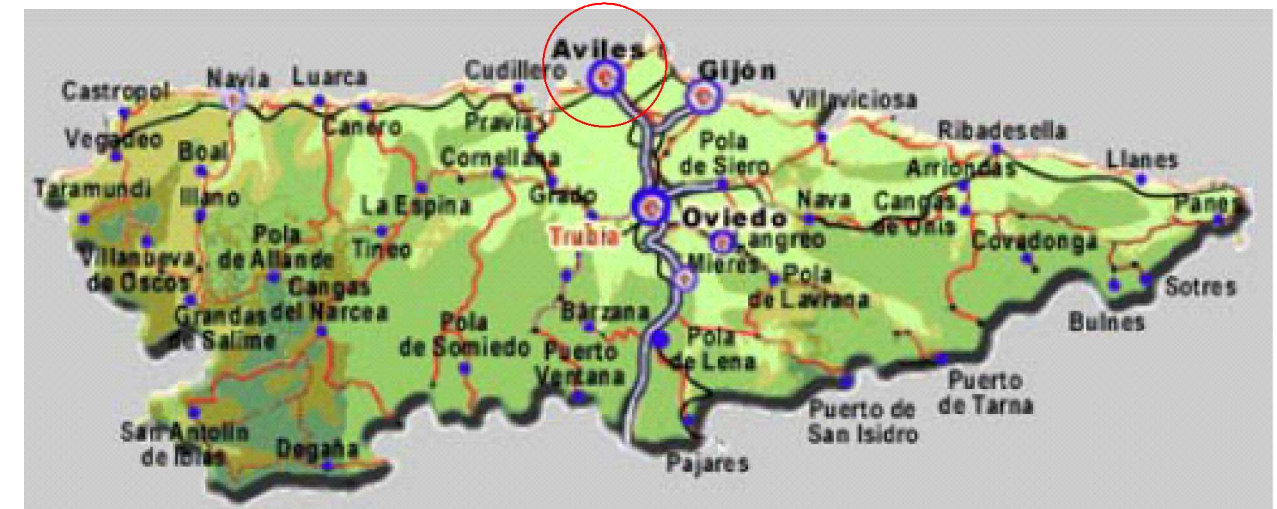 Aviles
Gijón
Cudillero
Luarca
Navia
Castropol
Villaviciosa
Canero
Pravia
Ribadesella
Vegadeo
Boal
Pola
de Siero
Cornellana
Arriondas
Llanes
Taramundi
Illano
La Espina
Grado
Oviedo
Nava
Cangas
de Onis
Panes
Trubia
Langreo
Covadonga
Pola
de Allande
Tineo
Villanueva
de Oscos
Mieres
Pola
de Laviana
Sotres
Cangas
del Narcea
Grandas
de Salime
Bárzana
Bulnes
Pola
de Somiedo
Puerto
Ventana
Pola
de Lena
Puerto
de Tarna
Puerto de
San Isidro
San Antolin
de Ibias
Degaña
Pajares